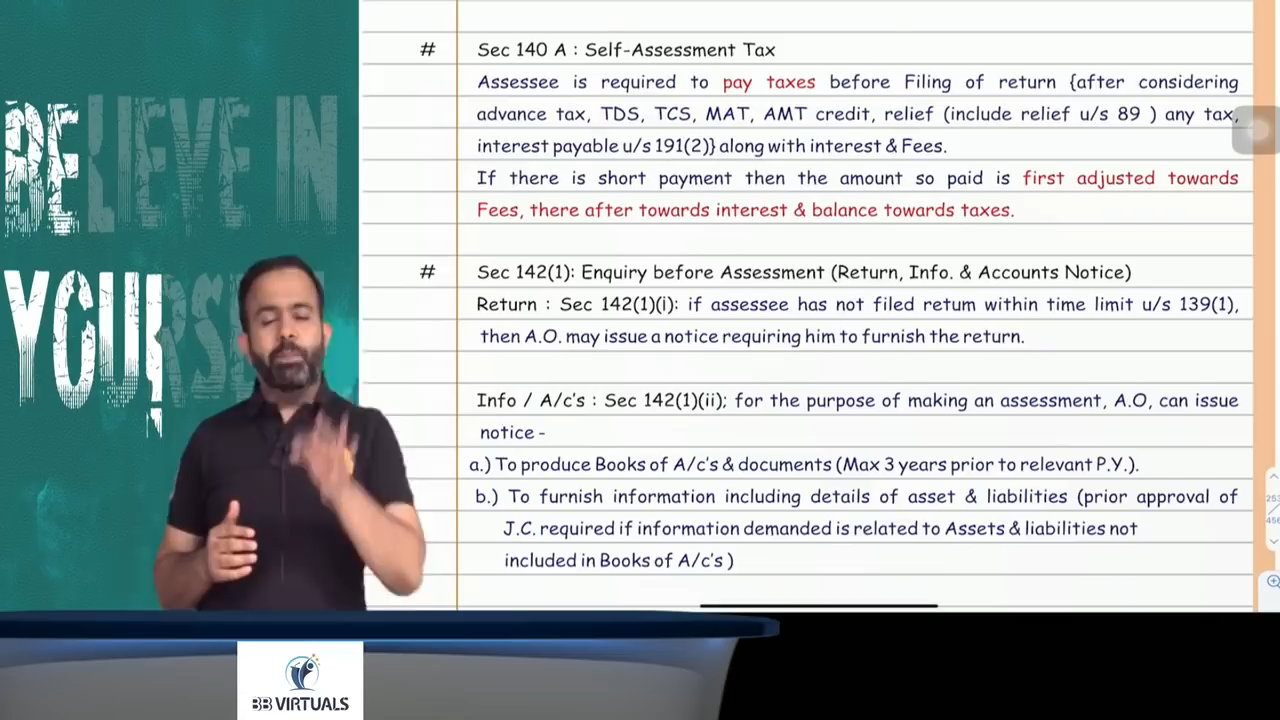 BELIEVE IN
YOURSE
# Sec 140 A : Self-Assessment Tax
Assessee is required to pay taxes before Filing of return {after considering
advance tax, TDS, TCS, MAT, AMT credit, relief (include relief u/s 89 ) any tax,
interest payable u/s 191(2)} along with interest & Fees.
If there is short payment then the amount so paid is first adjusted towards
Fees, there after towards interest & balance towards taxes.
# Sec 142(1): Enquiry before Assessment (Return, Info. & Accounts Notice)
Return : Sec 142(1)(i): if assessee has not filed retum within time limit u/s 139(1),
then A.O. may issue a notice requiring him to furnish the return.
Info / A/c's : Sec 142(1)(ii); for the purpose of making an assessment, A.O, can issue
notice -
a.) To produce Books of A/c's & documents (Max 3 years prior to relevant P.Y.).
b.) To furnish information including details of asset & liabilities (prior approval of
J.C. required if information demanded is related to Assets & liabilities not
included in Books of A/c's )
BB VIRTUALS